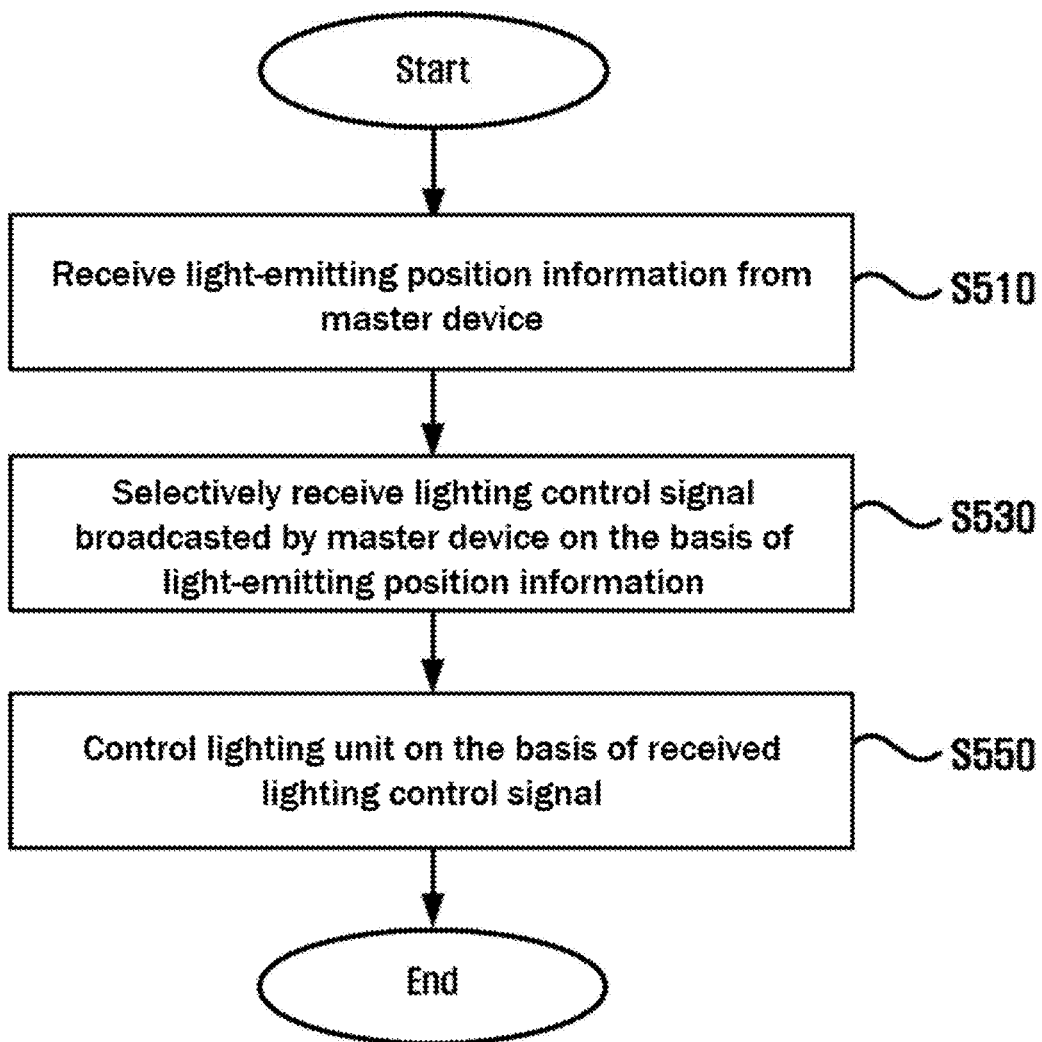 Start
Receive light-emitting position information from
master device
S510
Selectively receive lighting control signal
broadcasted by master device on the basis of
light-emitting position information
S530
Control lighting unit on the basis of received
lighting control signal
S550
End